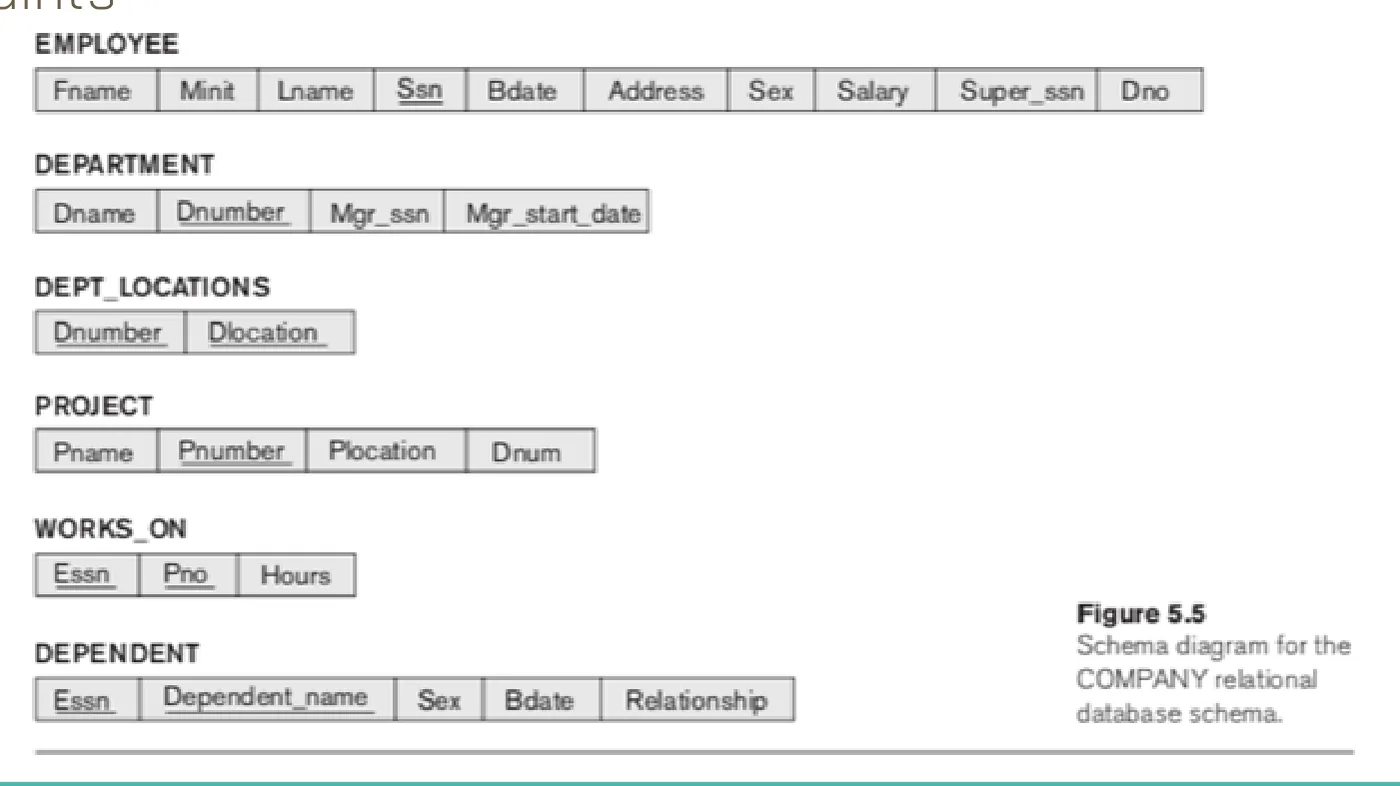 EMPLOYEE
Fname Minit Lname Ssn Bdate Address Sex Salary Super_ssn Dno
DEPARTMENT
Dname Dnumber Mgr_ssn Mgr_start_date
DEPT_LOCATIONS
Dnumber Dlocation
PROJECT
Pname Pnumber Plocation Dnum
WORKS_ON
Essn Pno Hours
DEPENDENT
Essn Dependent_name Sex Bdate Relationship
Figure 5.5
Schema diagram for the
COMPANY relational
database schema.